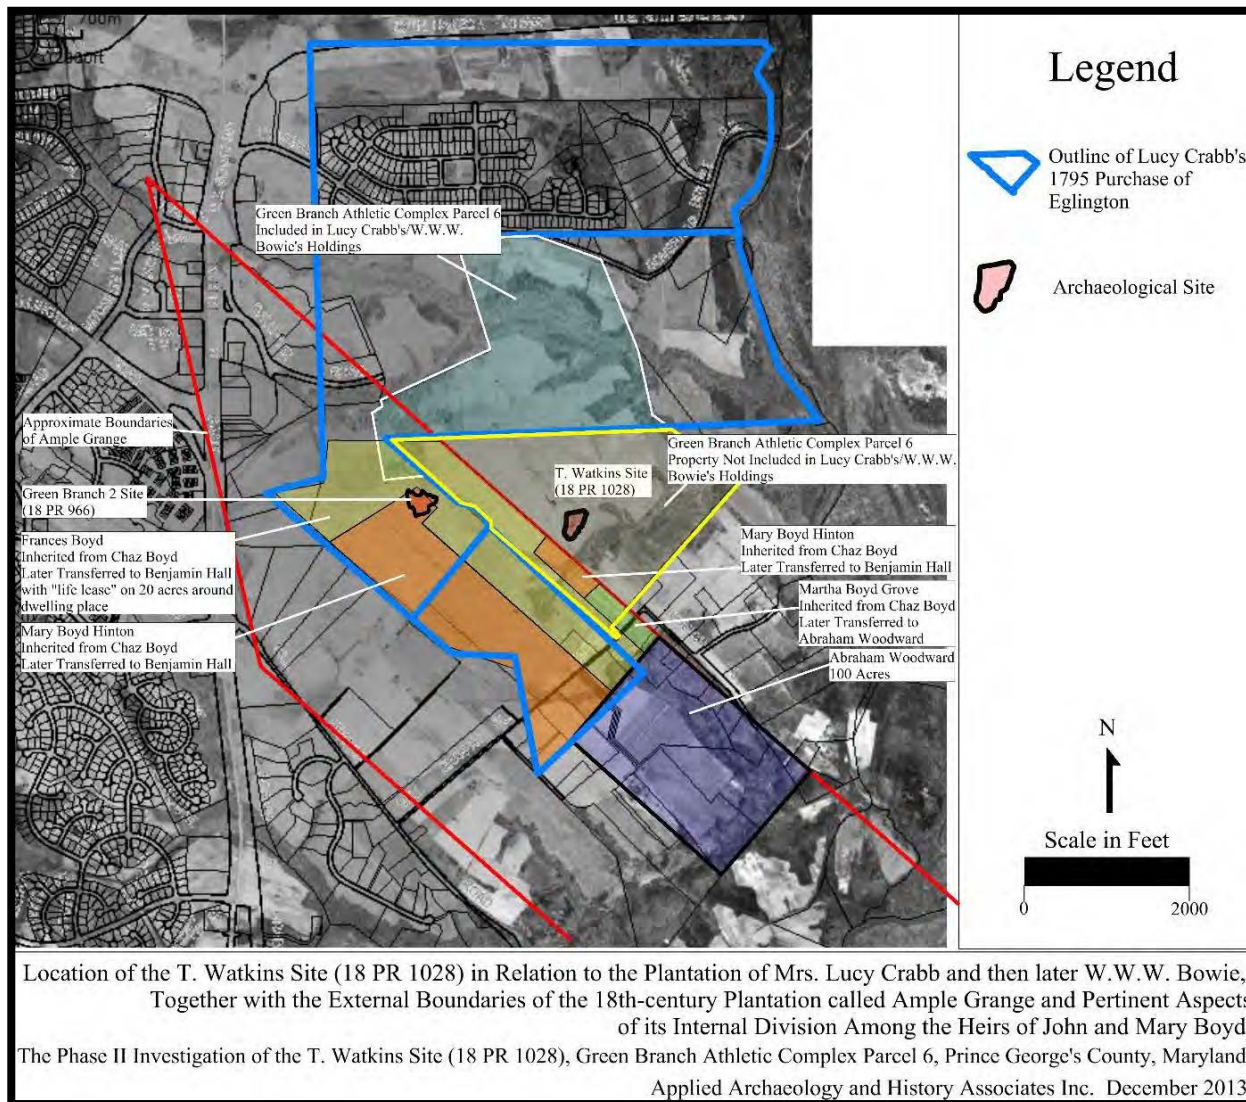 700m
Legend
Outline of Lucy Crabb's
1795 Purchase of
Eglington
Archaeological Site
Green Branch Athletic Complex Parcel 6
Included in Lucy Crabb's/W.W.W.
Bowie's Holdings
Approximate Boundaries
of Ample Grange
Green Branch 2 Site
(18 PR 966)
Frances Boyd
Inherited from Chaz Boyd
Later Transferred to Benjamin Hall
with "life lease" on 20 acres around
dwelling place
Mary Boyd Hinton
Inherited from Chaz Boyd
Later Transferred to Benjamin Hall
T. Watkins Site
(18 PR 1028)
Green Branch Athletic Complex Parcel 6
Property Not Included in Lucy Crabb's/W.W.W.
Bowie's Holdings
Mary Boyd Hinton
Inherited from Chaz Boyd
Later Transferred to Benjamin Hall
Martha Boyd Grove
Inherited from Chaz Boyd
Later Transferred to
Abraham Woodward
Abraham Woodward
100 Acres
N
Scale in Feet
0 2000
Location of the T. Watkins Site (18 PR 1028) in Relation to the Plantation of Mrs. Lucy Crabb and then later W.W.W. Bowie,
Together with the External Boundaries of the 18th-century Plantation called Ample Grange and Pertinent Aspects
of its Internal Division Among the Heirs of John and Mary Boyd
The Phase II Investigation of the T. Watkins Site (18 PR 1028), Green Branch Athletic Complex Parcel 6, Prince George's County, Maryland
Applied Archaeology and History Associates Inc. December 2013